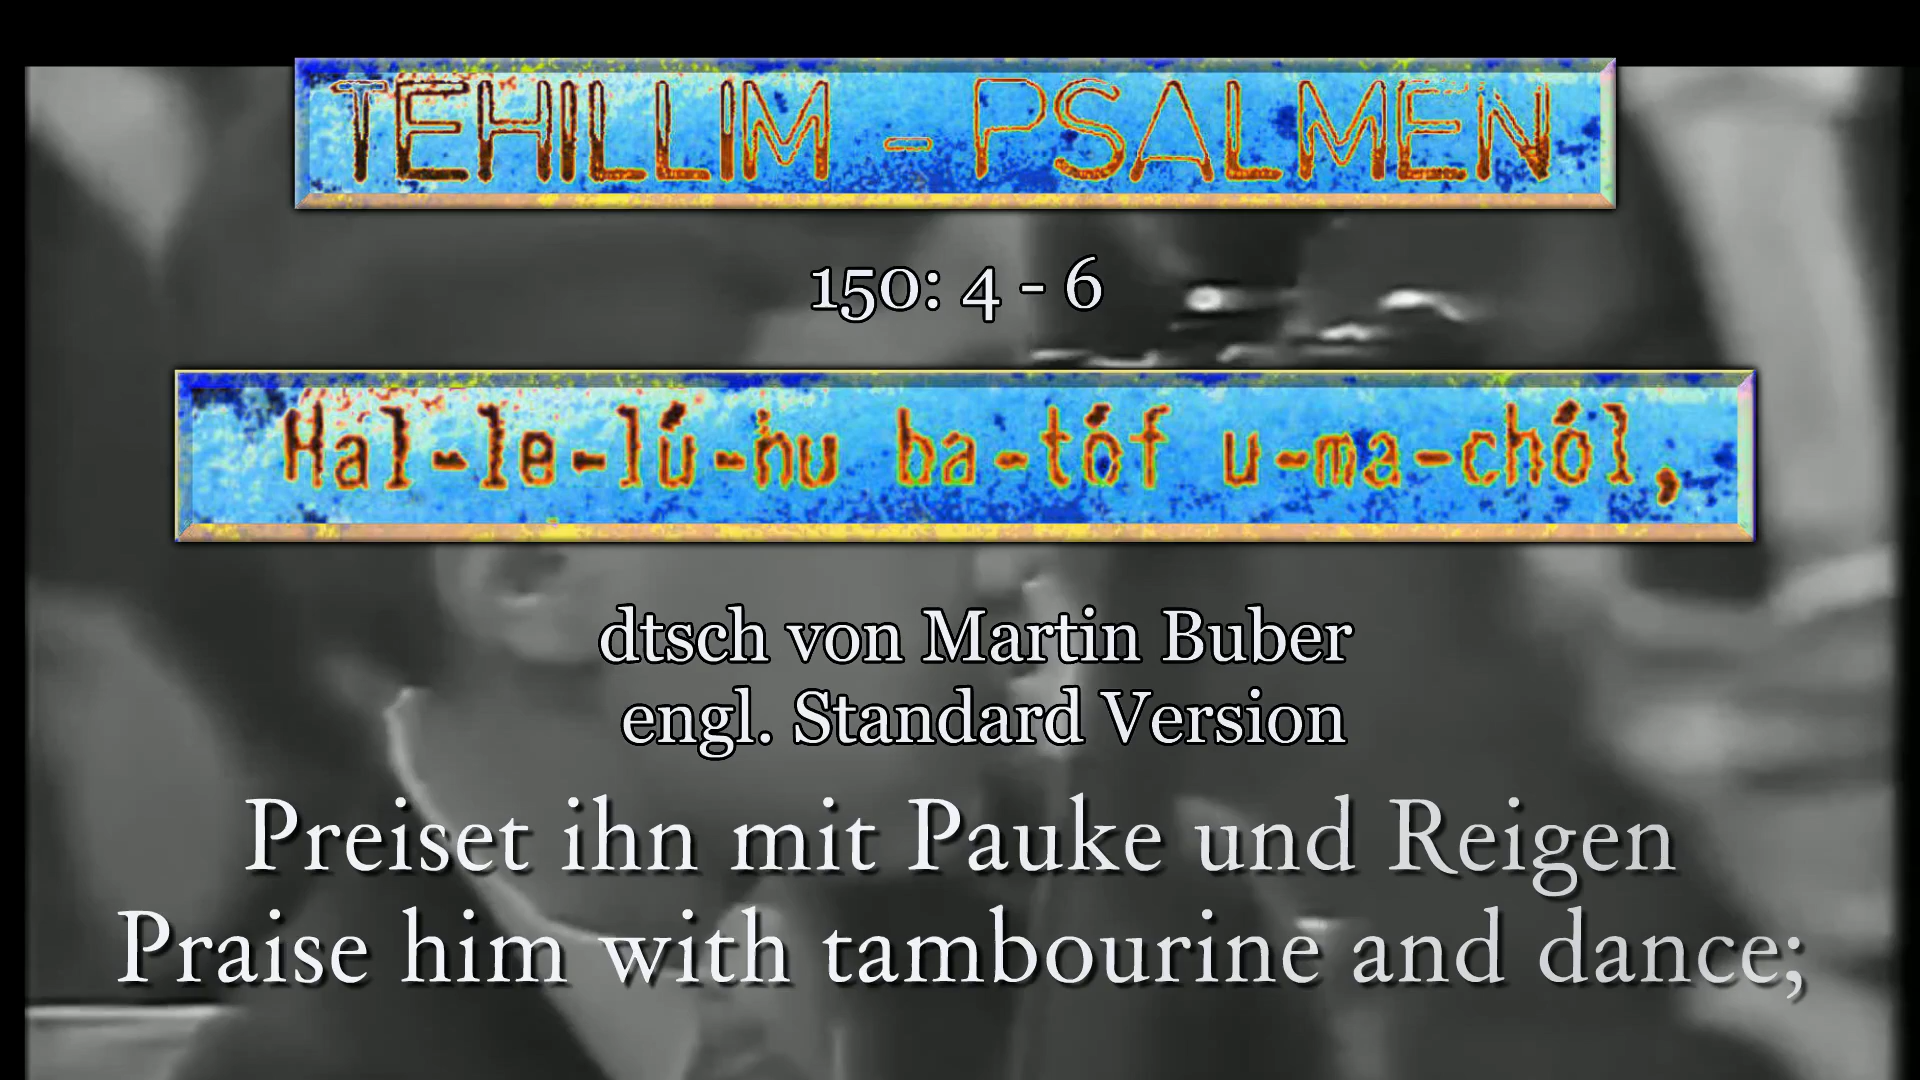 TEHILLIM - PSALMEN
150: 4 - 6
Hal-le-lú-hu ba-tóf u-ma-chól,
dtsch von Martin Buber
engl. Standard Version
Preiset ihn mit Pauke und Reigen
Praise him with tambourine and dance;